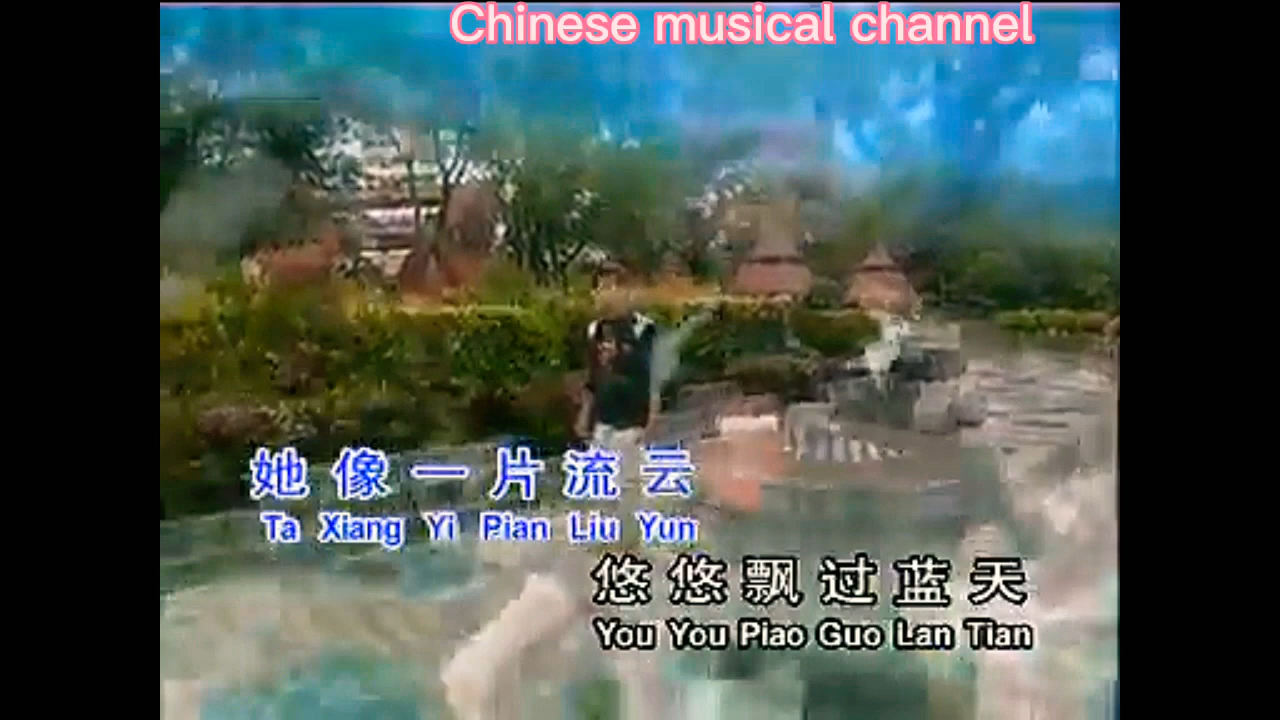 Chinese musical channel
她像一片流云
Ta Xiang Yi Pian Liu Yun
悠悠飘过蓝天
You You Piao Guo Lan Tian